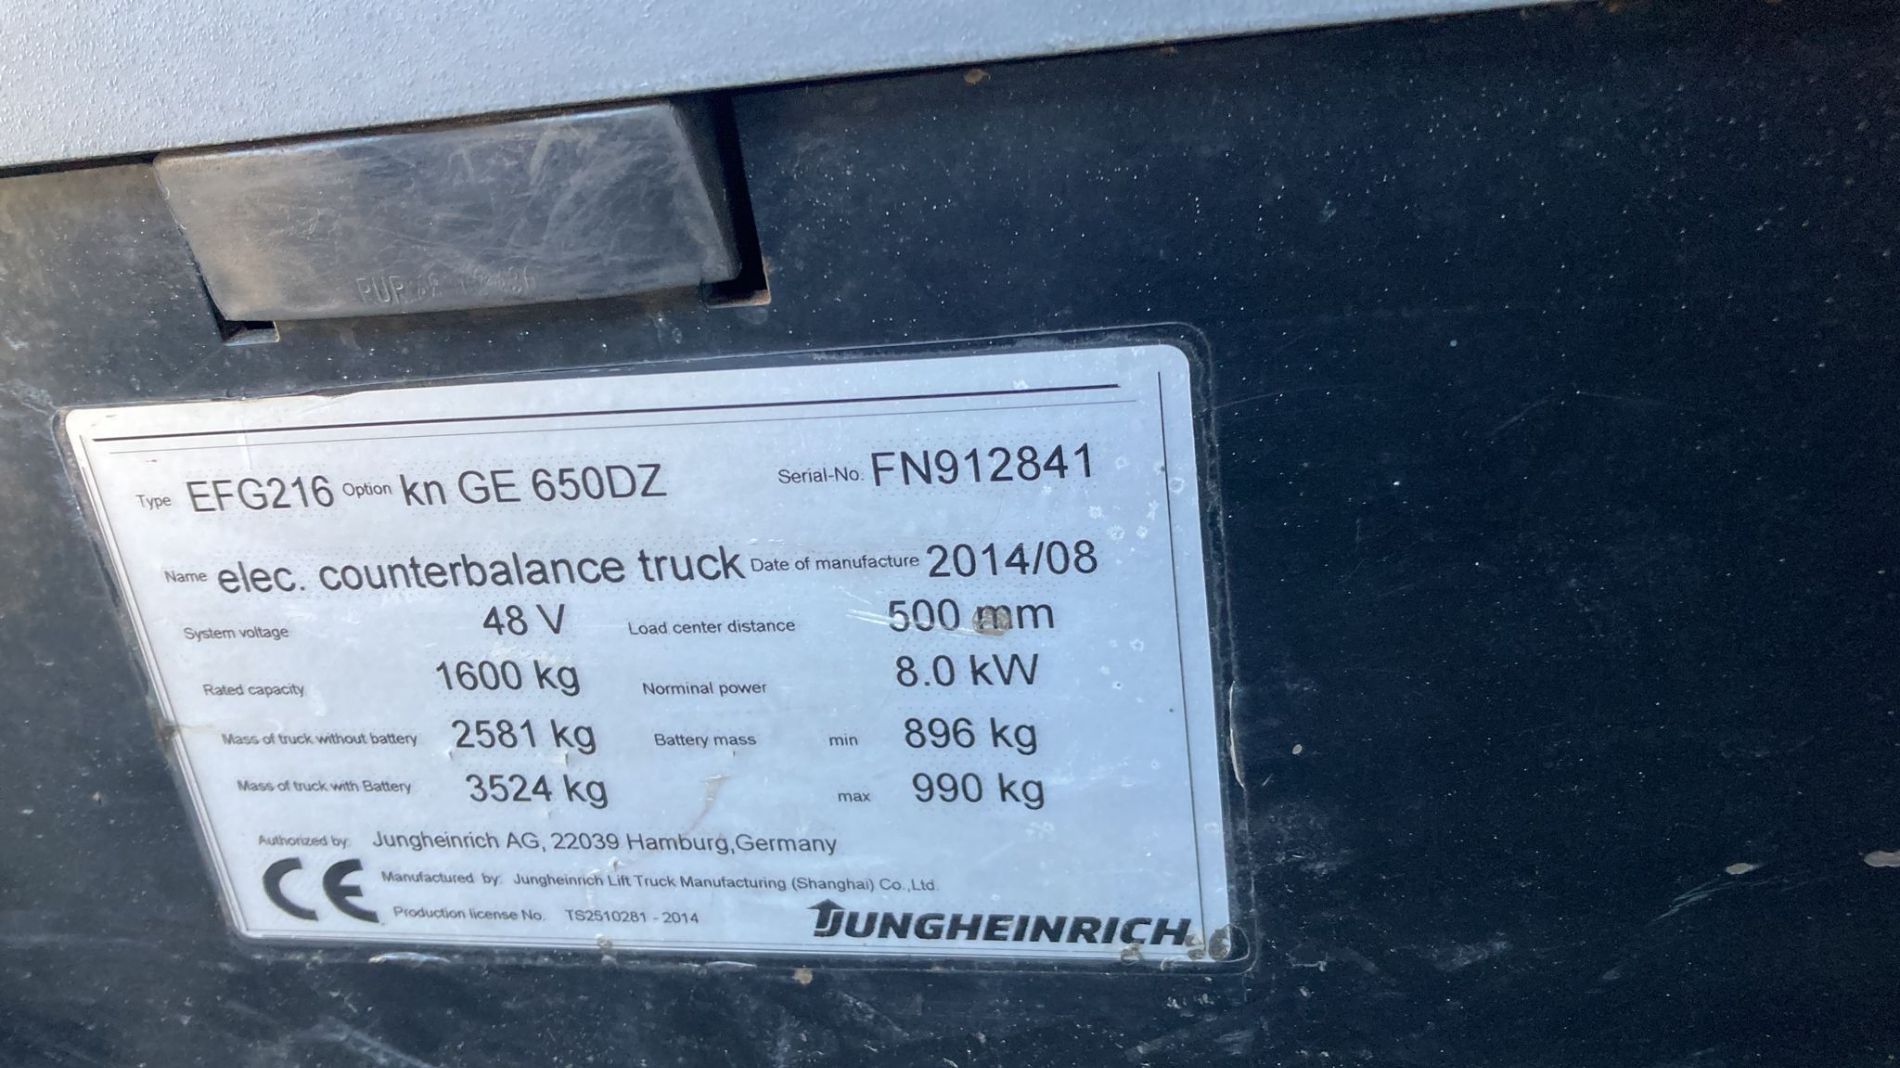 Type EFG216 Option kn GE 650DZ Serial-No. FN912841
Name elec. counterbalance truck Date of manufacture 2014/08
System voltage 48 V Load center distance 500 mm
Rated capacity 1600 kg Norminal power 8.0 kW
Mass of truck without battery 2581 kg Battery mass min 896 kg
Mass of truck with Battery 3524 kg max 990 kg
Authorized by: Jungheinrich AG, 22039 Hamburg,Germany
CE Manufactured by: Jungheinrich Lift Truck Manufacturing (Shanghai) Co.,Ltd.
Production license No. TS2510281 - 2014
JUNGHEINRICH